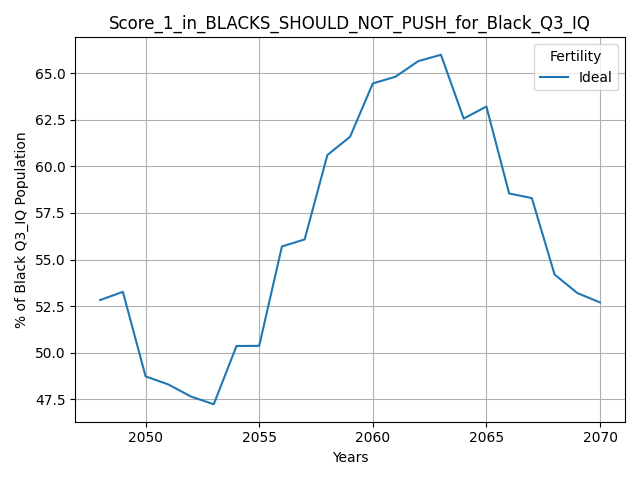 Score_1_in_BLACKS_SHOULD_NOT_PUSH_for_Black_Q3_IQ
Fertility
Ideal
% of Black Q3_IQ Population
65.0
62.5
60.0
57.5
55.0
52.5
50.0
47.5
2050 2055 2060 2065 2070
Years